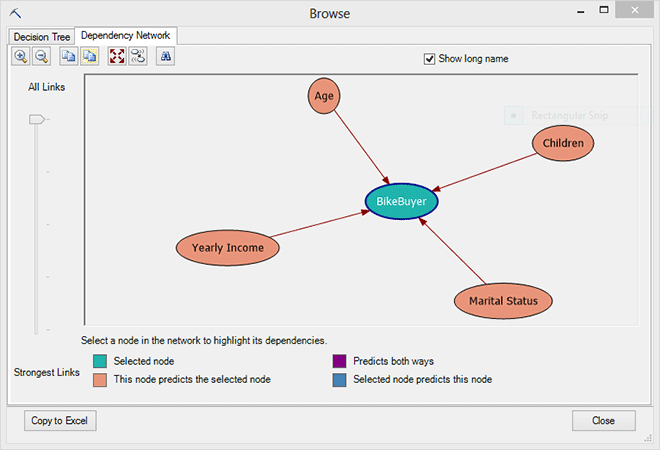 Browse
Decision Tree
Dependency Network
Show long name
All Links
Age
Rectangular Snip
Children
BikeBuyer
Yearly Income
Marital Status
Select a node in the network to highlight its dependencies.
Selected node
Predicts both ways
Strongest Links
This node predicts the selected node
Selected node predicts this node
Copy to Excel
Close